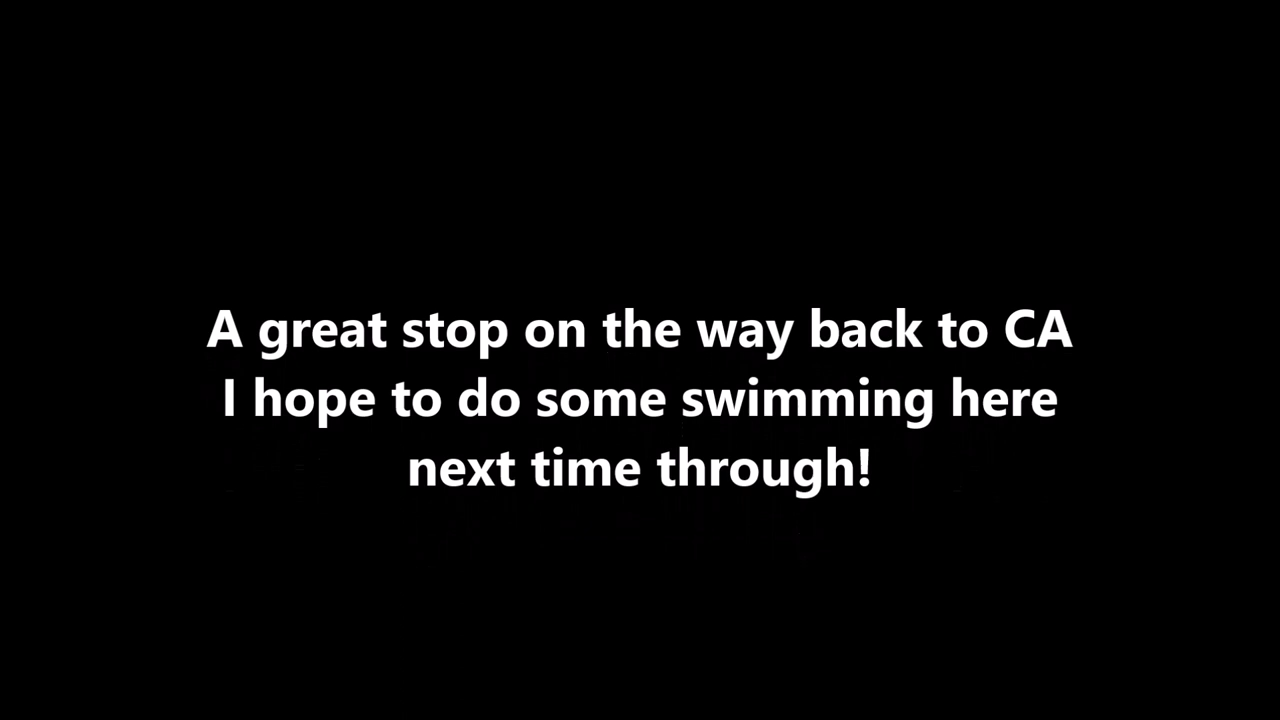 A great stop on the way back to CA
I hope to do some swimming here
next time through!